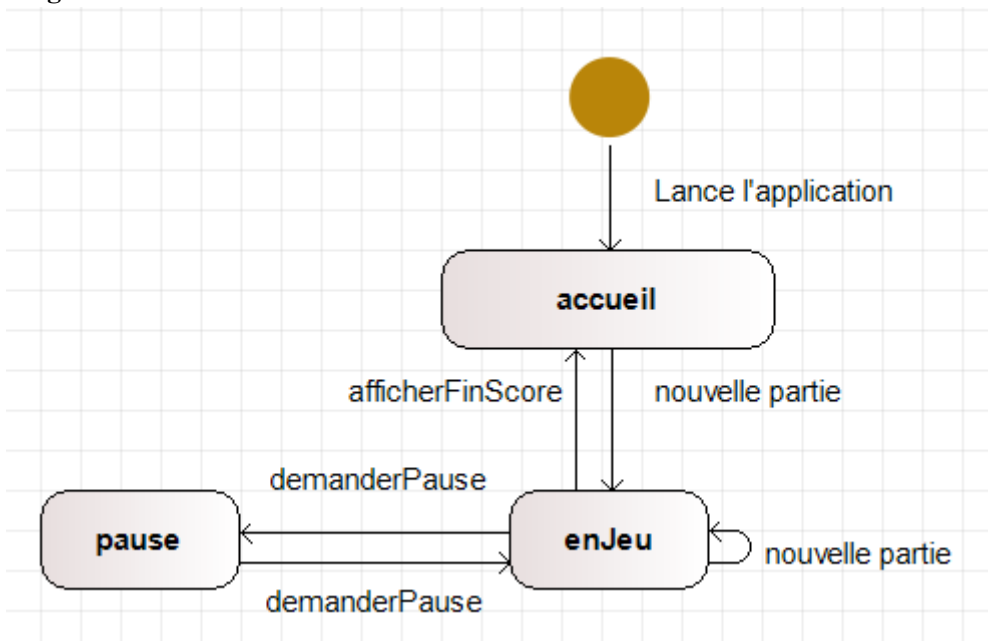 Lance l'application
accueil
afficherFinScore
nouvelle partie
demanderPause
pause
enJeu
nouvelle partie
demanderPause